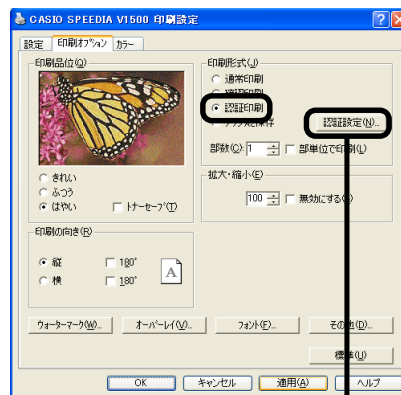 CASIO SPEEDIA V1500 印刷設定
設定 印刷オプション カラー
印刷品位(Q)
きれい
ふつう
はやい
トナーセーブ(T)
印刷の向き(R)
縦 180°
横 180°
A
印刷形式(J)
通常印刷
認証印刷
認証設定(N)...
部数(C): 1 部単位で印刷(L)
拡大・縮小(E)
100 無効にする
ウォーターマーク(W)... オーバーレイ(V)... フォント(F)... その他(D)...
標準(U)
OK キャンセル 適用(A) ヘルプ